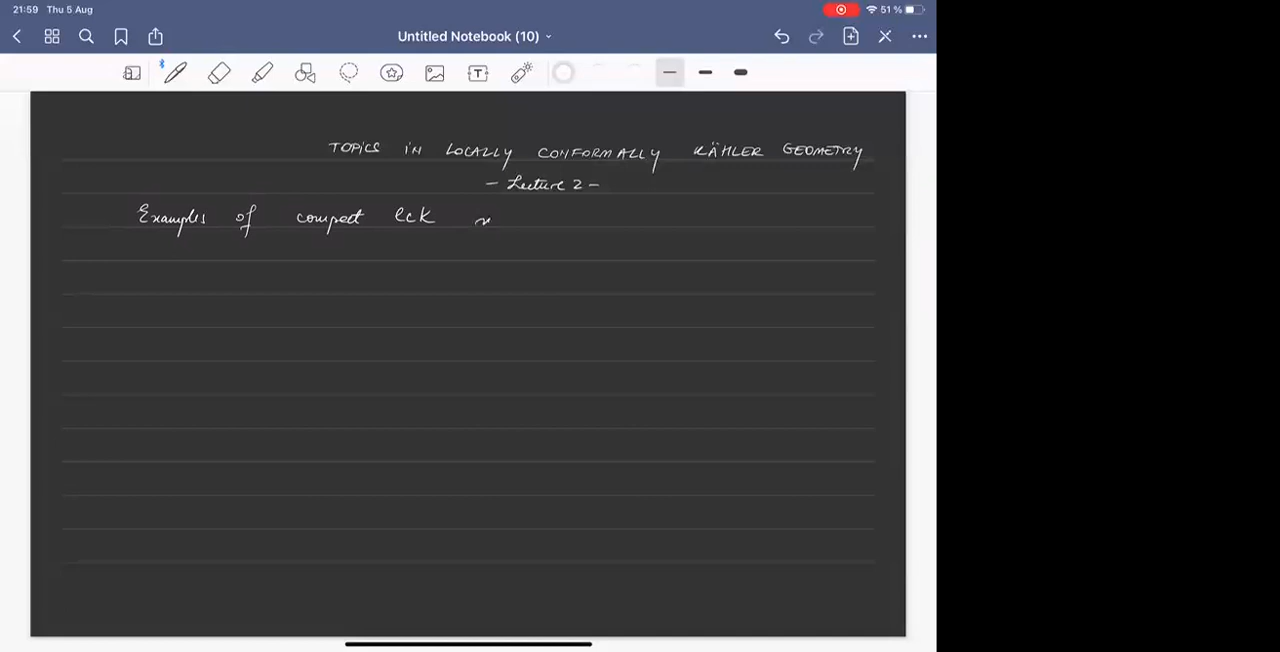 21:59 Thu 5 Aug
51 %
Untitled Notebook (10)
T
TOPICS IN LOCALLY CONFORMALLY KÄHLER GEOMETRY
- Lecture 2 -
Examples of compact lcK